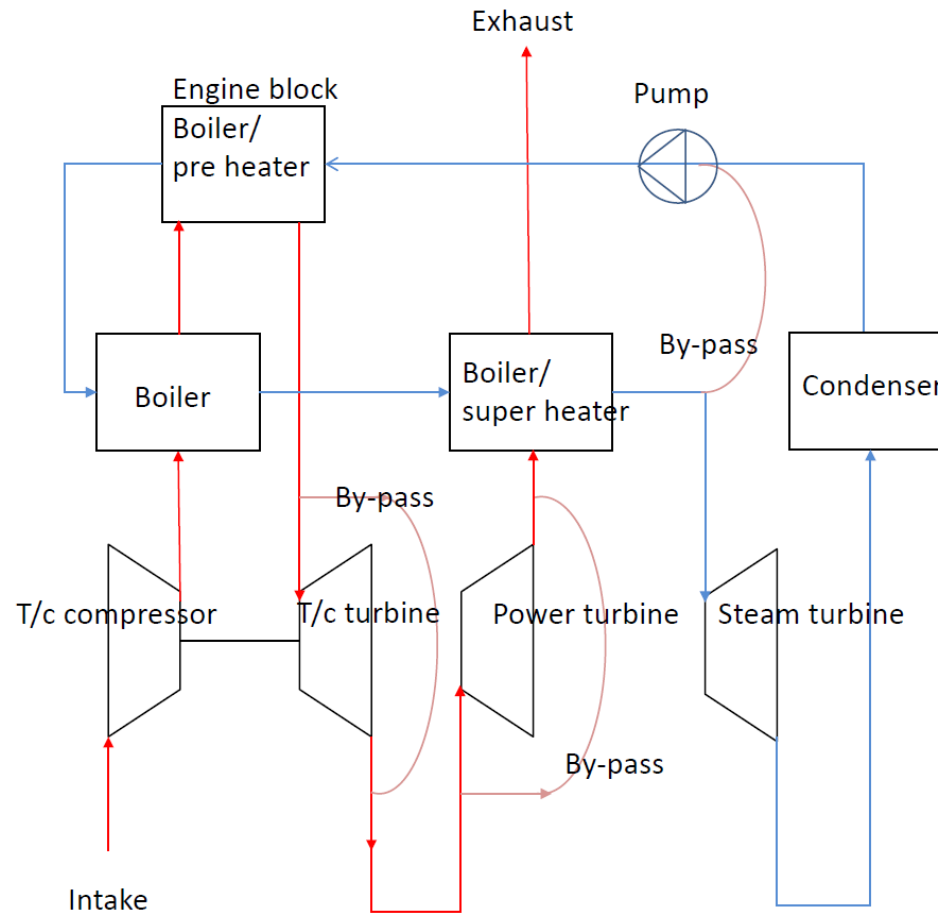 Exhaust
Engine block
Pump
Boiler/
pre heater
By-pass
Boiler
Boiler/
super heater
Condenser
By-pass
T/c compressor
T/c turbine
Power turbine
Steam turbine
By-pass
Intake